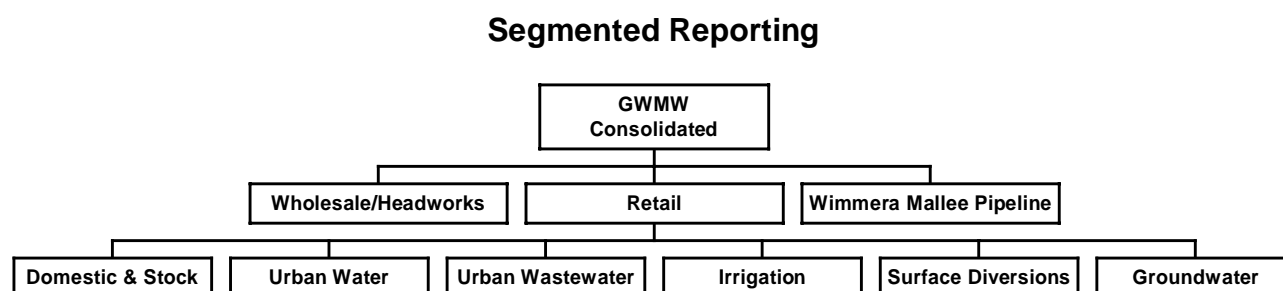 Segmented Reporting
GWMW
Consolidated
Wholesale/Headworks
Retail
Wimmera Mallee Pipeline
Domestic & Stock
Urban Water
Urban Wastewater
Irrigation
Surface Diversions
Groundwater